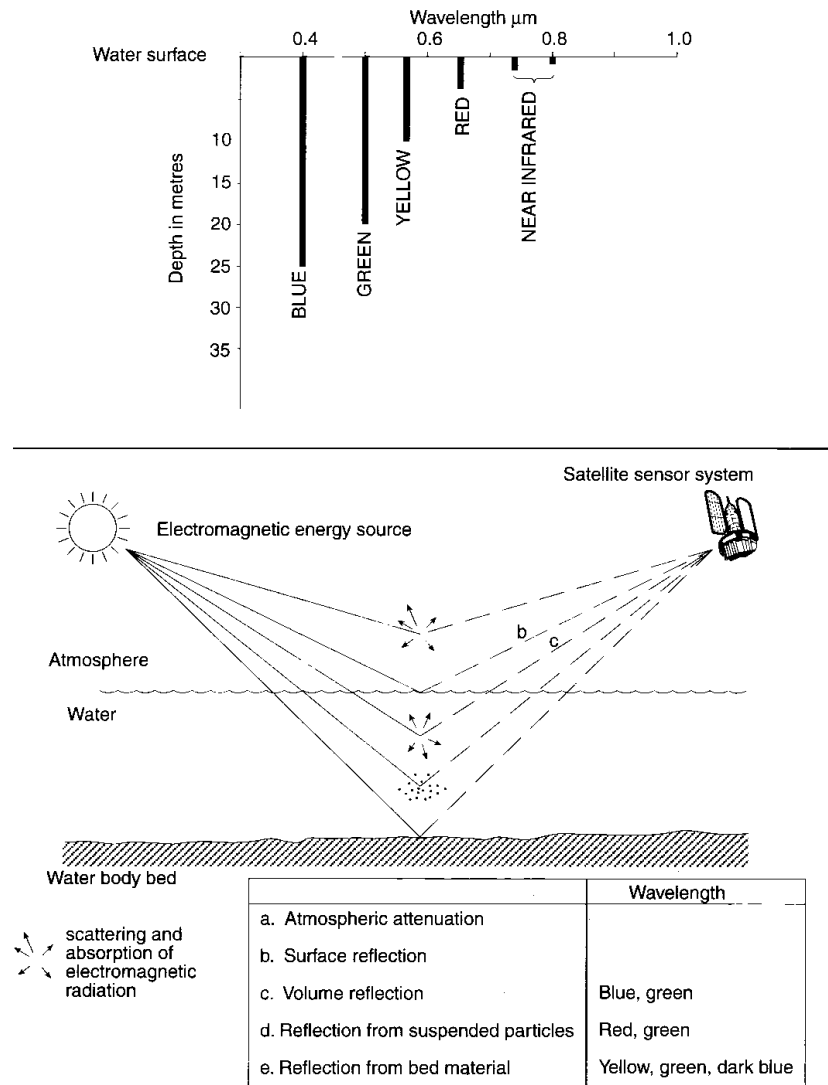 Wavelength µm
Water surface
0.4
0.6
0.8
1.0
10
15
20
25
30
35
Depth in metres
BLUE
GREEN
YELLOW
RED
NEAR INFRARED
Satellite sensor system
Electromagnetic energy source
b
c
Atmosphere
Water
Water body bed
scattering and
absorption of
electromagnetic
radiation
Wavelength
a. Atmospheric attenuation
b. Surface reflection
c. Volume reflection Blue, green
d. Reflection from suspended particles Red, green
e. Reflection from bed material Yellow, green, dark blue